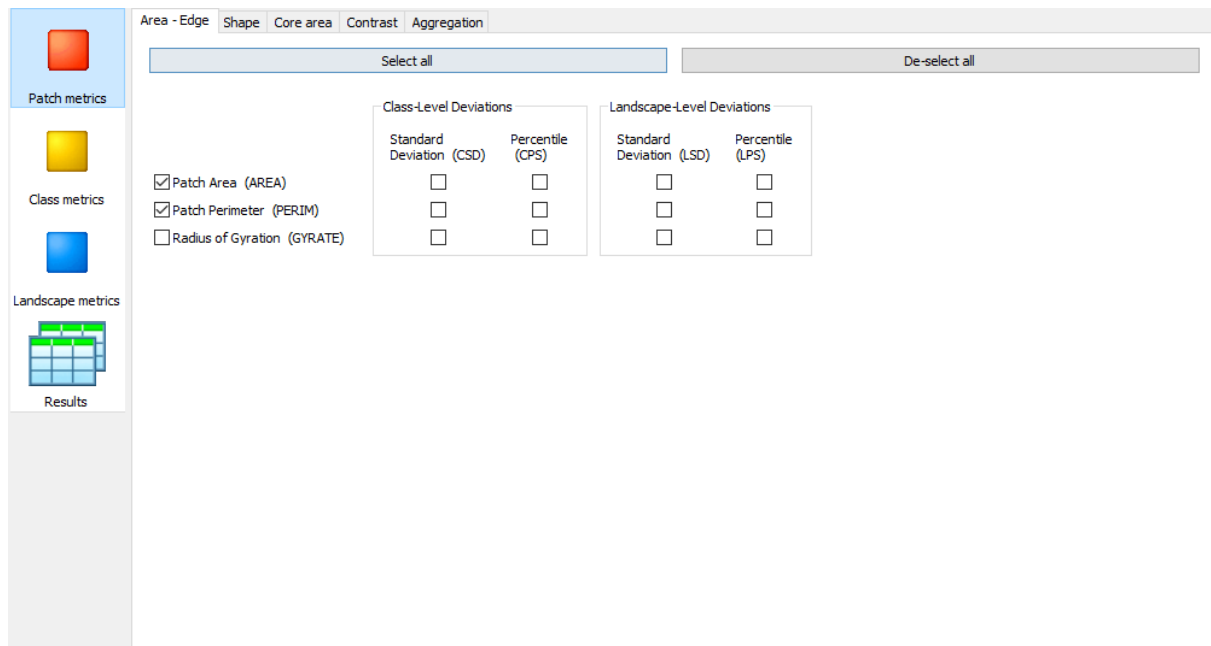 Area - Edge Shape Core area Contrast Aggregation
Select all De-select all
Patch metrics
Class metrics
Landscape metrics
Results
Class-Level Deviations Landscape-Level Deviations
Standard Percentile Standard Percentile
Deviation (CSD) (CPS) Deviation (LSD) (LPS)
Patch Area (AREA)
Patch Perimeter (PERIM)
Radius of Gyration (GYRATE)